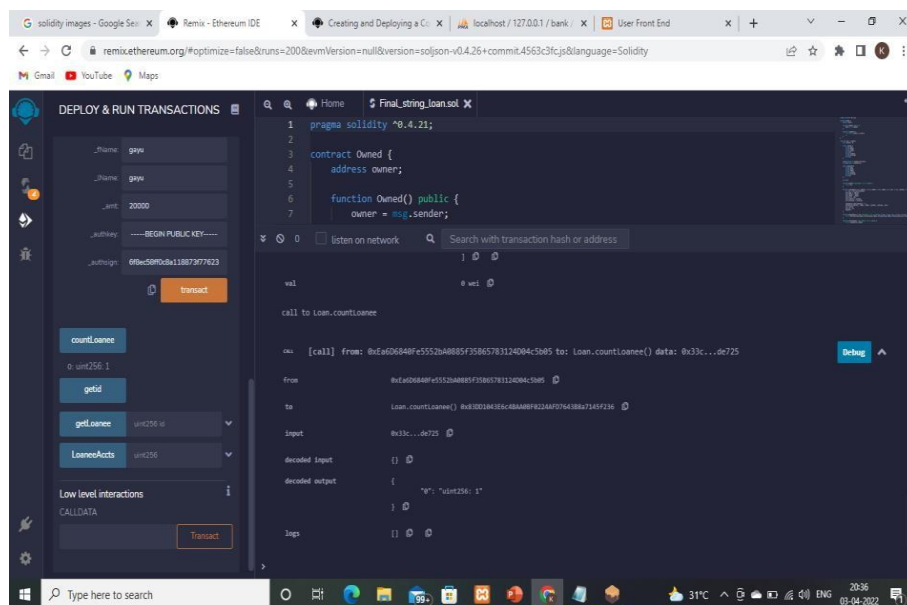 solidity images - Google Sea
Remix - Ethereum IDE
Creating and Deploying a Co
localhost / 127.0.0.1 / bank
User Front End
remix.ethereum.org/#optimize=false&runs=200&evmVersion=null&version=soljson-v0.4.26+commit.4563c3fc.js&language=Solidity
Gmail
YouTube
Maps
DEPLOY & RUN TRANSACTIONS
_fName: gayu
_lName: gayu
_amt: 20000
_authkey: -----BEGIN PUBLIC KEY-----
transact
countLoanee
0: uint256: 1
getid
getLoanee uint256 id
LoaneeAccts uint256
Low level interactions
CALLDATA
Transact
Home
Final_string_loan.sol
1 pragma solidity ^0.4.21;
2
3 contract Owned {
4 address owner;
5
6 function Owned() public {
7 owner = msg.sender;
0 listen on network
Search with transaction hash or address
]
val 0 wei
call to Loan.countLoanee
CALL [call] from: 0xEa6D6840Fe5552bA0885f35865783124D04c5b05 to: Loan.countLoanee() data: 0x33c...de725
Debug
from 0xEa6D6840Fe5552bA0885f35865783124D04c5b05
to Loan.countLoanee()
input 0x33c...de725
decoded input {}
decoded output {
"0": "uint256: 1"
}
logs []
>
Type here to search
99+
31°C
ENG
20:36
03-04-2022